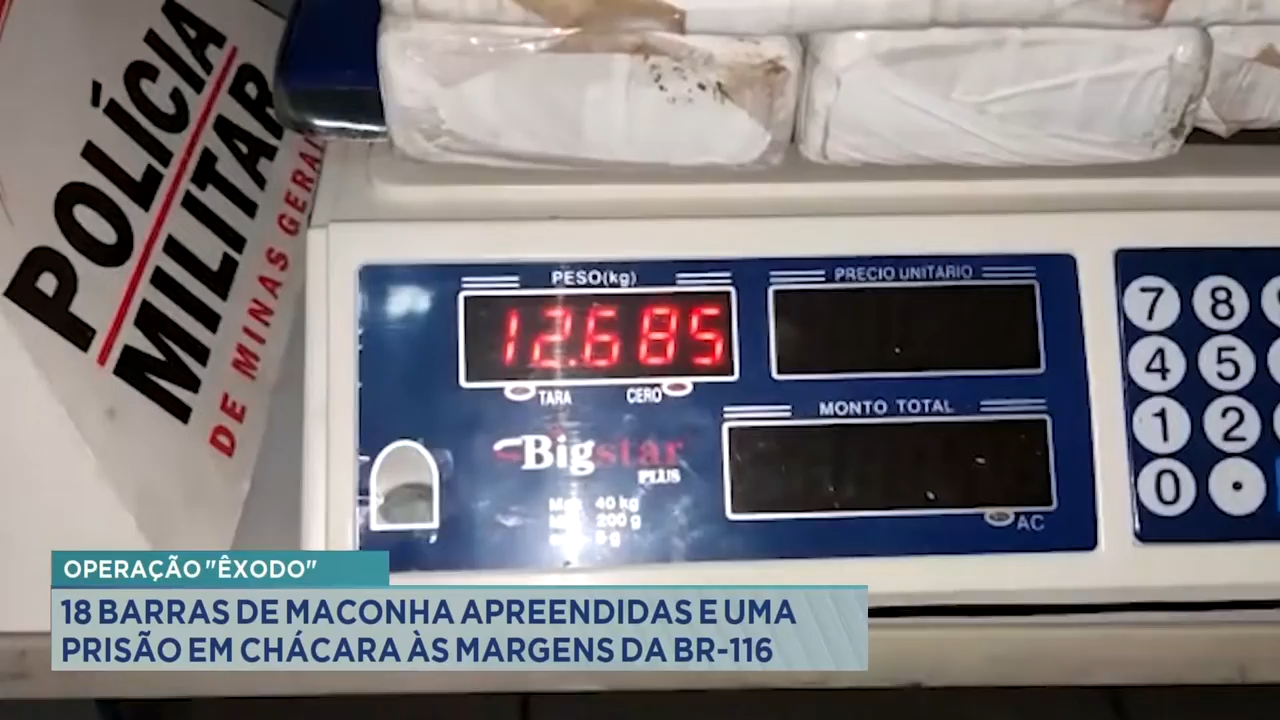 POLÍCIA
MILITAR
DE MINAS GERAI
PESO(kg)
12.685
TARA
CERO
PRECIO UNITARIO
MONTO TOTAL
AC
Bigstar
PLUS
40 kg
200 g
5 g
7 8
4 5
1 2
0 .
OPERAÇÃO "ÊXODO"
18 BARRAS DE MACONHA APREENDIDAS E UMA
PRISÃO EM CHÁCARA ÀS MARGENS DA BR-116